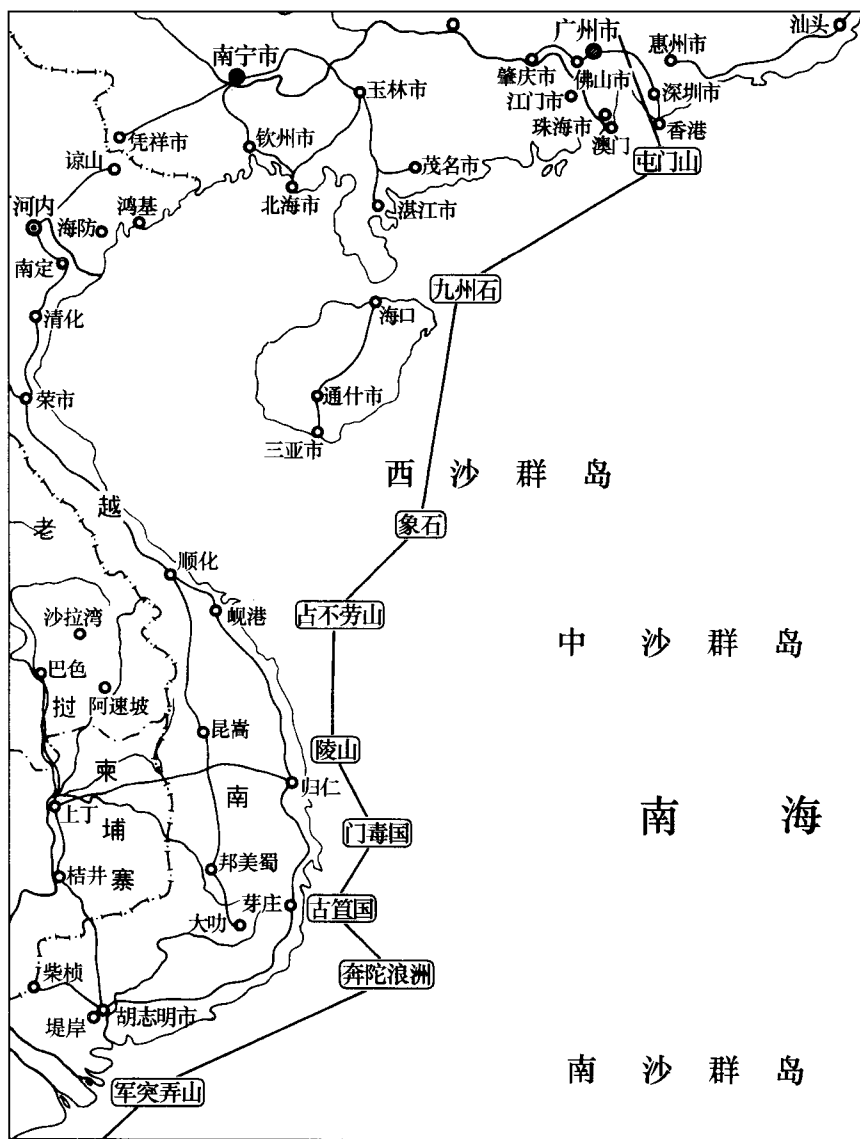 南宁市
广州市
汕头
肇庆市
佛山市
惠州市
玉林市
江门市
深圳市
珠海市
澳门
香港
凭祥市
钦州市
谅山
茂名市
屯门山
北海市
湛江市
河内
海防
鸿基
南定
九州石
清化
海口
荣市
通什市
三亚市
西沙群岛
越
老
象石
顺化
岘港
占不劳山
沙拉湾
中沙群岛
巴色
阿速坡
挝
昆嵩
陵山
柬
归仁
南
上丁
南海
埔
门毒国
邦美蜀
桔井
寨
芽庄
古笪国
大叻
奔陀浪洲
柴桢
胡志明市
堤岸
南沙群岛
军突弄山